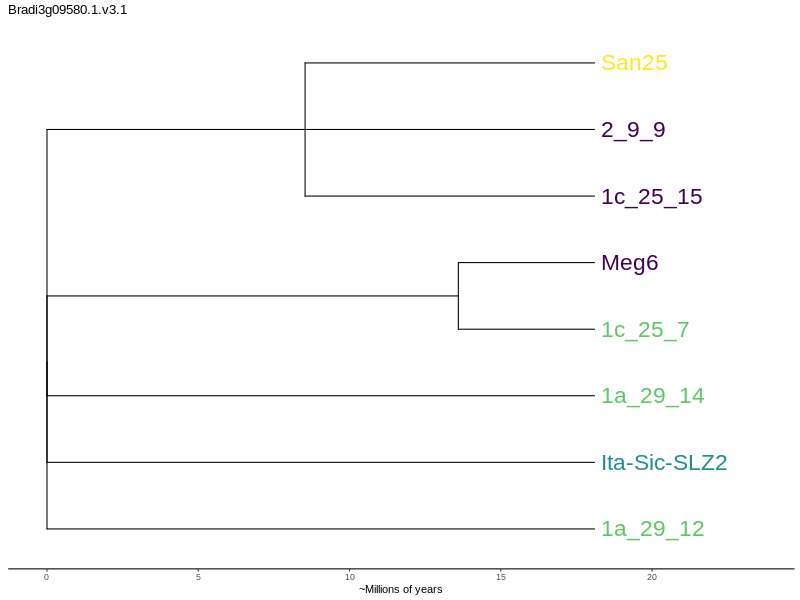 Bradi3g09580.1.v3.1
San25
2_9_9
1c_25_15
Meg6
1c_25_7
1a_29_14
Ita-Sic-SLZ2
1a_29_12
0 5 10 15 20
~Millions of years